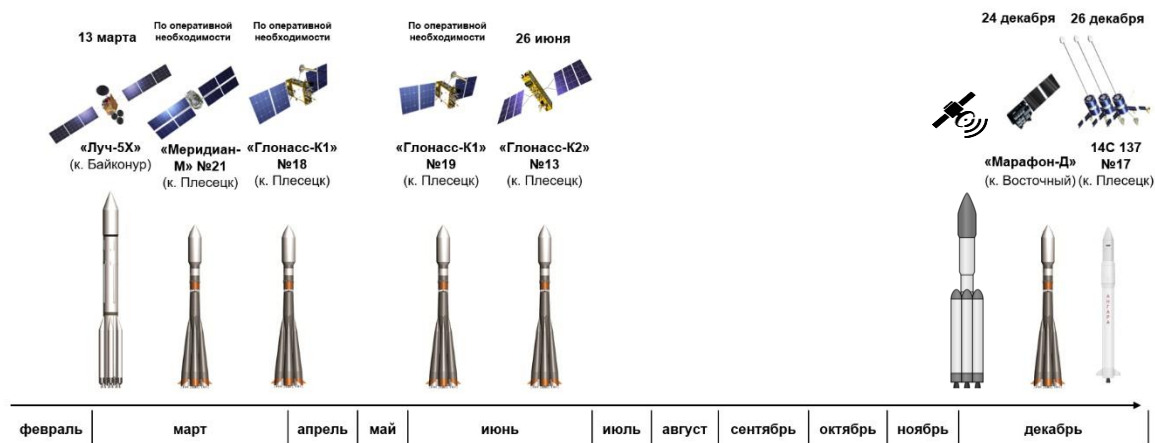 13 марта
По оперативной
необходимости
По оперативной
необходимости
По оперативной
необходимости
26 июня
24 декабря
26 декабря
«Луч-5Х»
(к. Байконур)
«Меридиан-
М» №21
(к. Плесецк)
«Глонасс-К1»
№18
(к. Плесецк)
«Глонасс-К1»
№19
(к. Плесецк)
«Глонасс-К2»
№13
(к. Плесецк)
«Марафон-Д»
(к. Восточный)
14С 137
№17
(к. Плесецк)
АНГАРА
февраль
март
апрель
май
июнь
июль
август
сентябрь
октябрь
ноябрь
декабрь